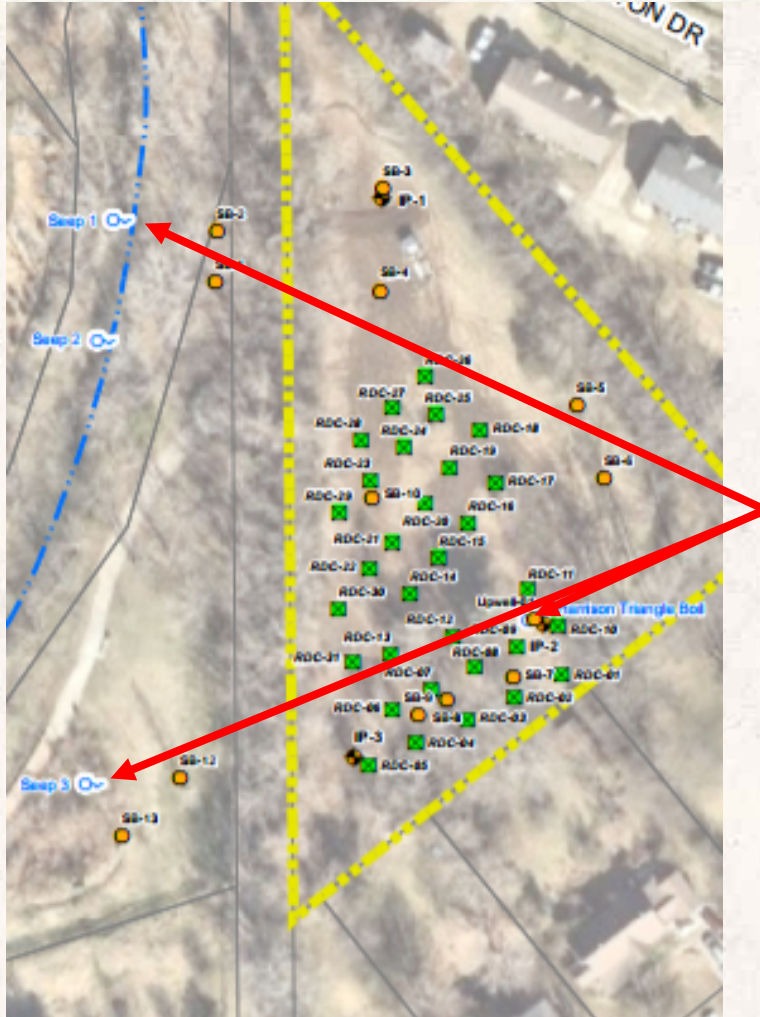 ON DR
SB-3
IP-1
Seep 1
SB-2
SB-4
Seep 2
RDC-26
SB-5
RDC-27
RDC-25
RDC-28
RDC-24
RDC-18
RDC-19
SB-6
RDC-23
SB-10
RDC-17
RDC-29
RDC-20
RDC-16
RDC-21
RDC-15
RDC-22
RDC-14
RDC-11
RDC-30
Harrison Triangle Boil
RDC-12
RDC-09
RDC-10
RDC-13
IP-2
RDC-31
RDC-08
RDC-07
SB-7
RDC-01
SB-9
RDC-02
RDC-06
SB-8
RDC-03
IP-3
RDC-04
RDC-05
SB-12
Seep 3
SB-13